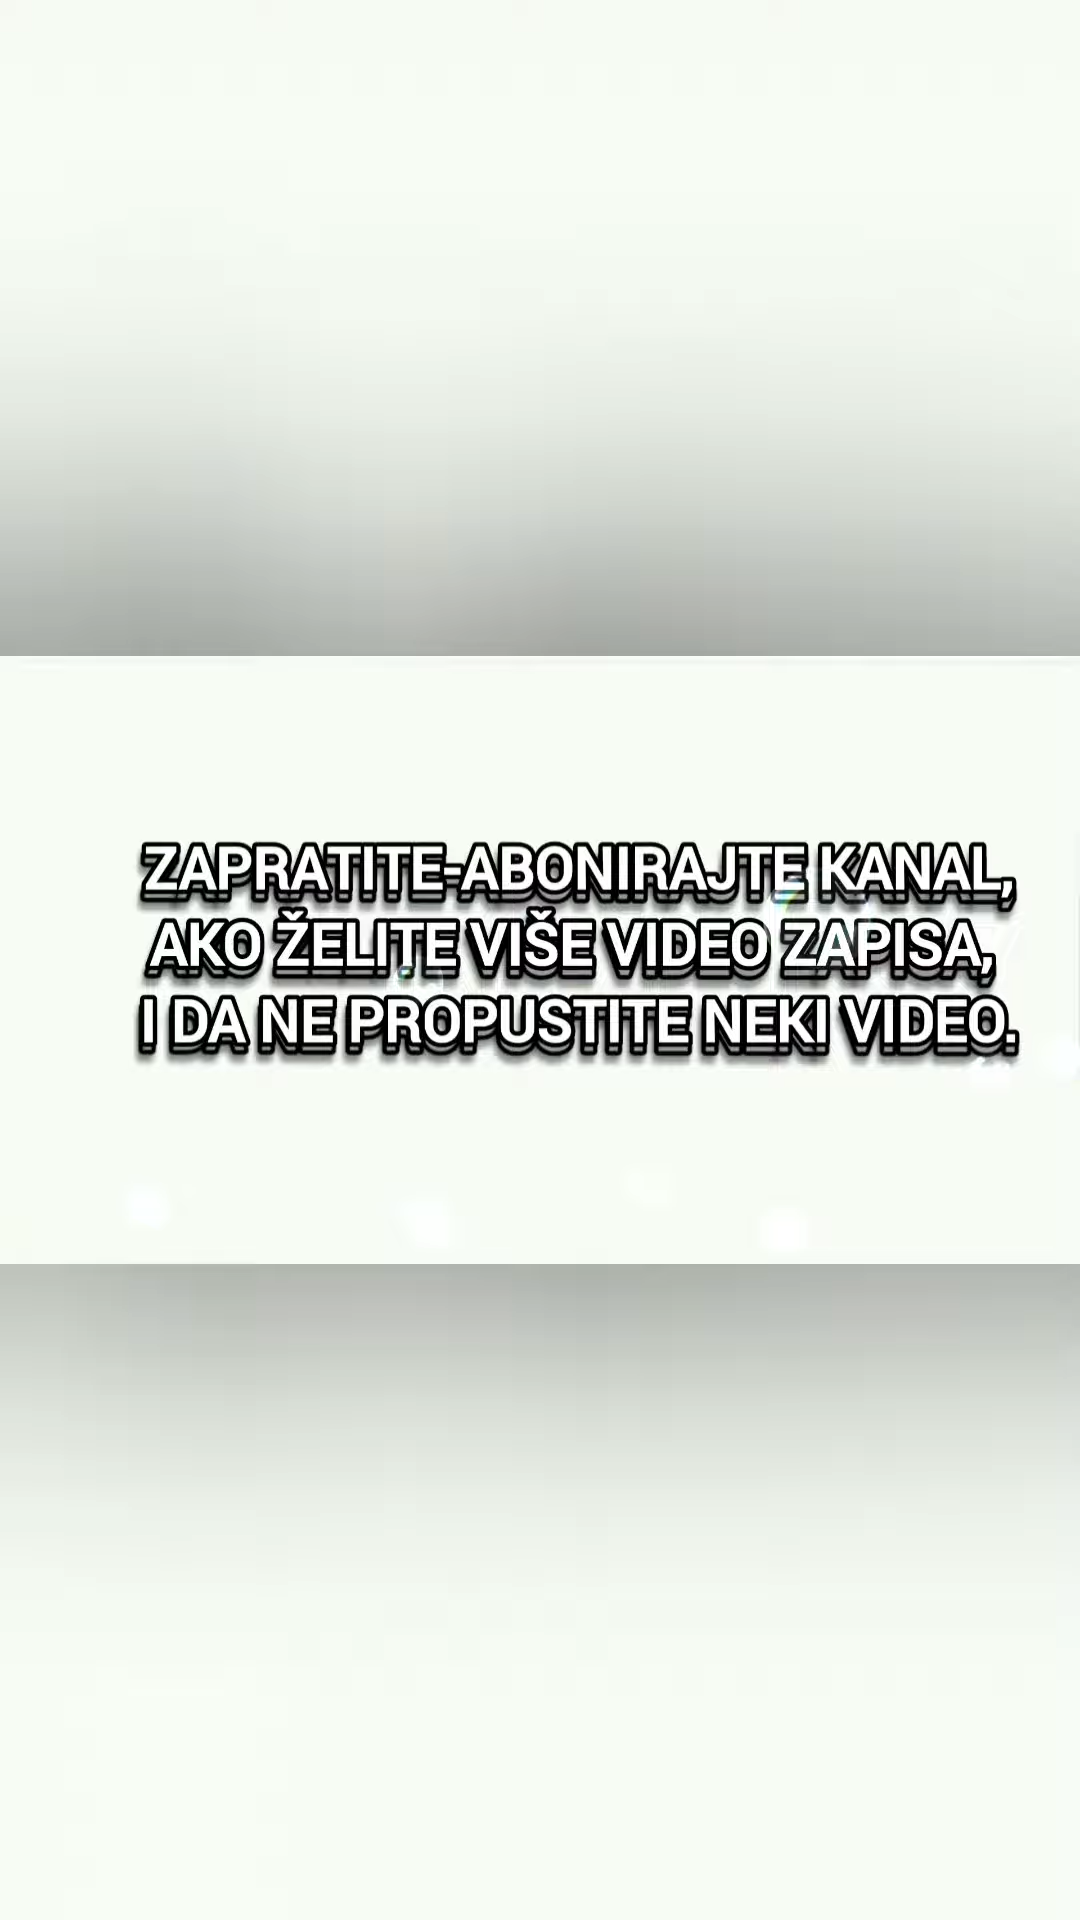 ZAPRATITE-ABONIRAJTE KANAL,
AKO ŽELITE VIŠE VIDEO ZAPISA,
I DA NE PROPUSTITE NEKI VIDEO.